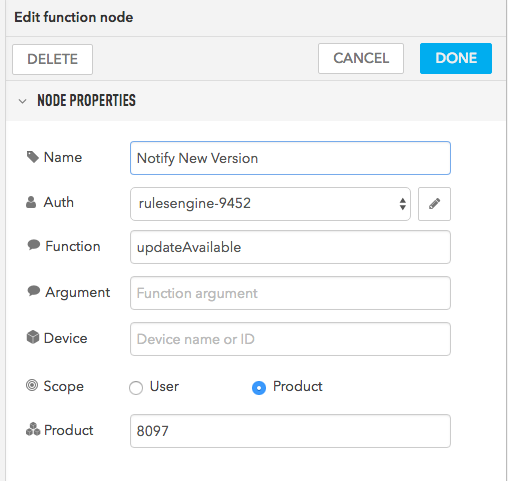 Edit function node
DELETE CANCEL DONE
NODE PROPERTIES
Name Notify New Version
Auth rulesengine-9452
Function updateAvailable
Argument Function argument
Device Device name or ID
Scope User Product
Product 8097